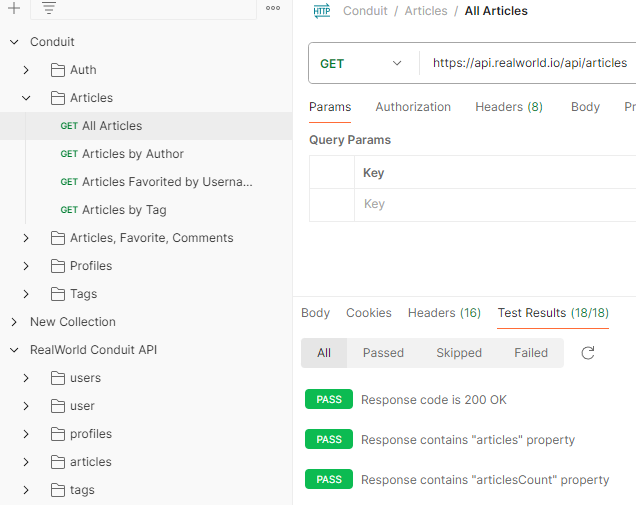 Conduit
Auth
Articles
GET All Articles
GET Articles by Author
GET Articles Favorited by Userna...
GET Articles by Tag
Articles, Favorite, Comments
Profiles
Tags
New Collection
RealWorld Conduit API
users
user
profiles
articles
tags
HTTP Conduit / Articles / All Articles
GET https://api.realworld.io/api/articles
Params Authorization Headers (8) Body Pr
Query Params
Key
Key
Body Cookies Headers (16) Test Results (18/18)
All Passed Skipped Failed
PASS Response code is 200 OK
PASS Response contains "articles" property
PASS Response contains "articlesCount" property